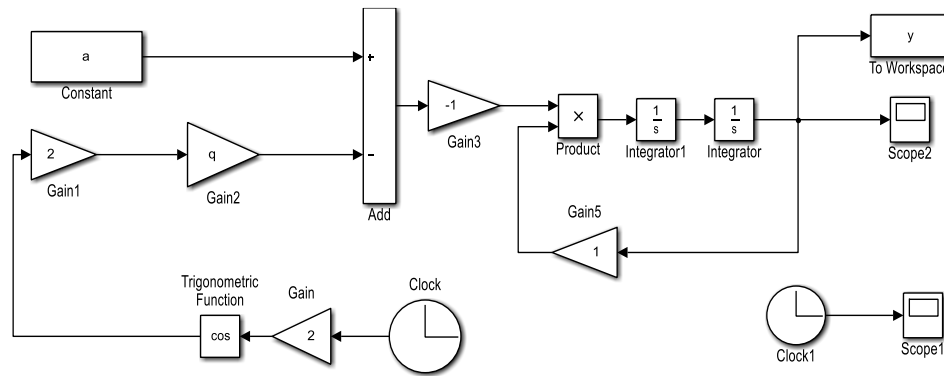 a
Constant
2
Gain1
q
Gain2
+
-
Add
-1
Gain3
×
Product
1
s
Integrator1
1
s
Integrator
y
To Workspace
Scope2
Gain5
1
Trigonometric
Function
cos
Gain
2
Clock
Clock1
Scope1